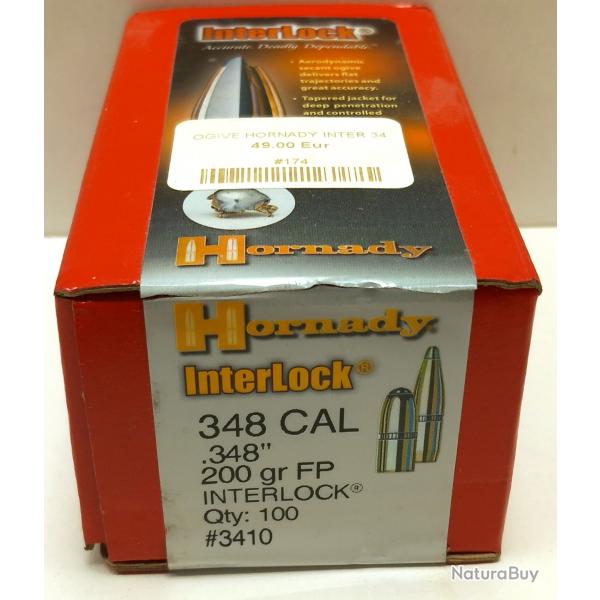 InterLock®
Accurate. Deadly. Dependable.™
• Aerodynamic
secant ogive
delivers flat
trajectories and
great accuracy.
• Tapered jacket for
deep penetration
and controlled
OGIVE HORNADY INTER 34
49.00 Eur
#174
Hornady
Hornady®
InterLock®
348 CAL
.348"
200 gr FP
INTERLOCK®
Qty: 100
#3410
NaturaBuy